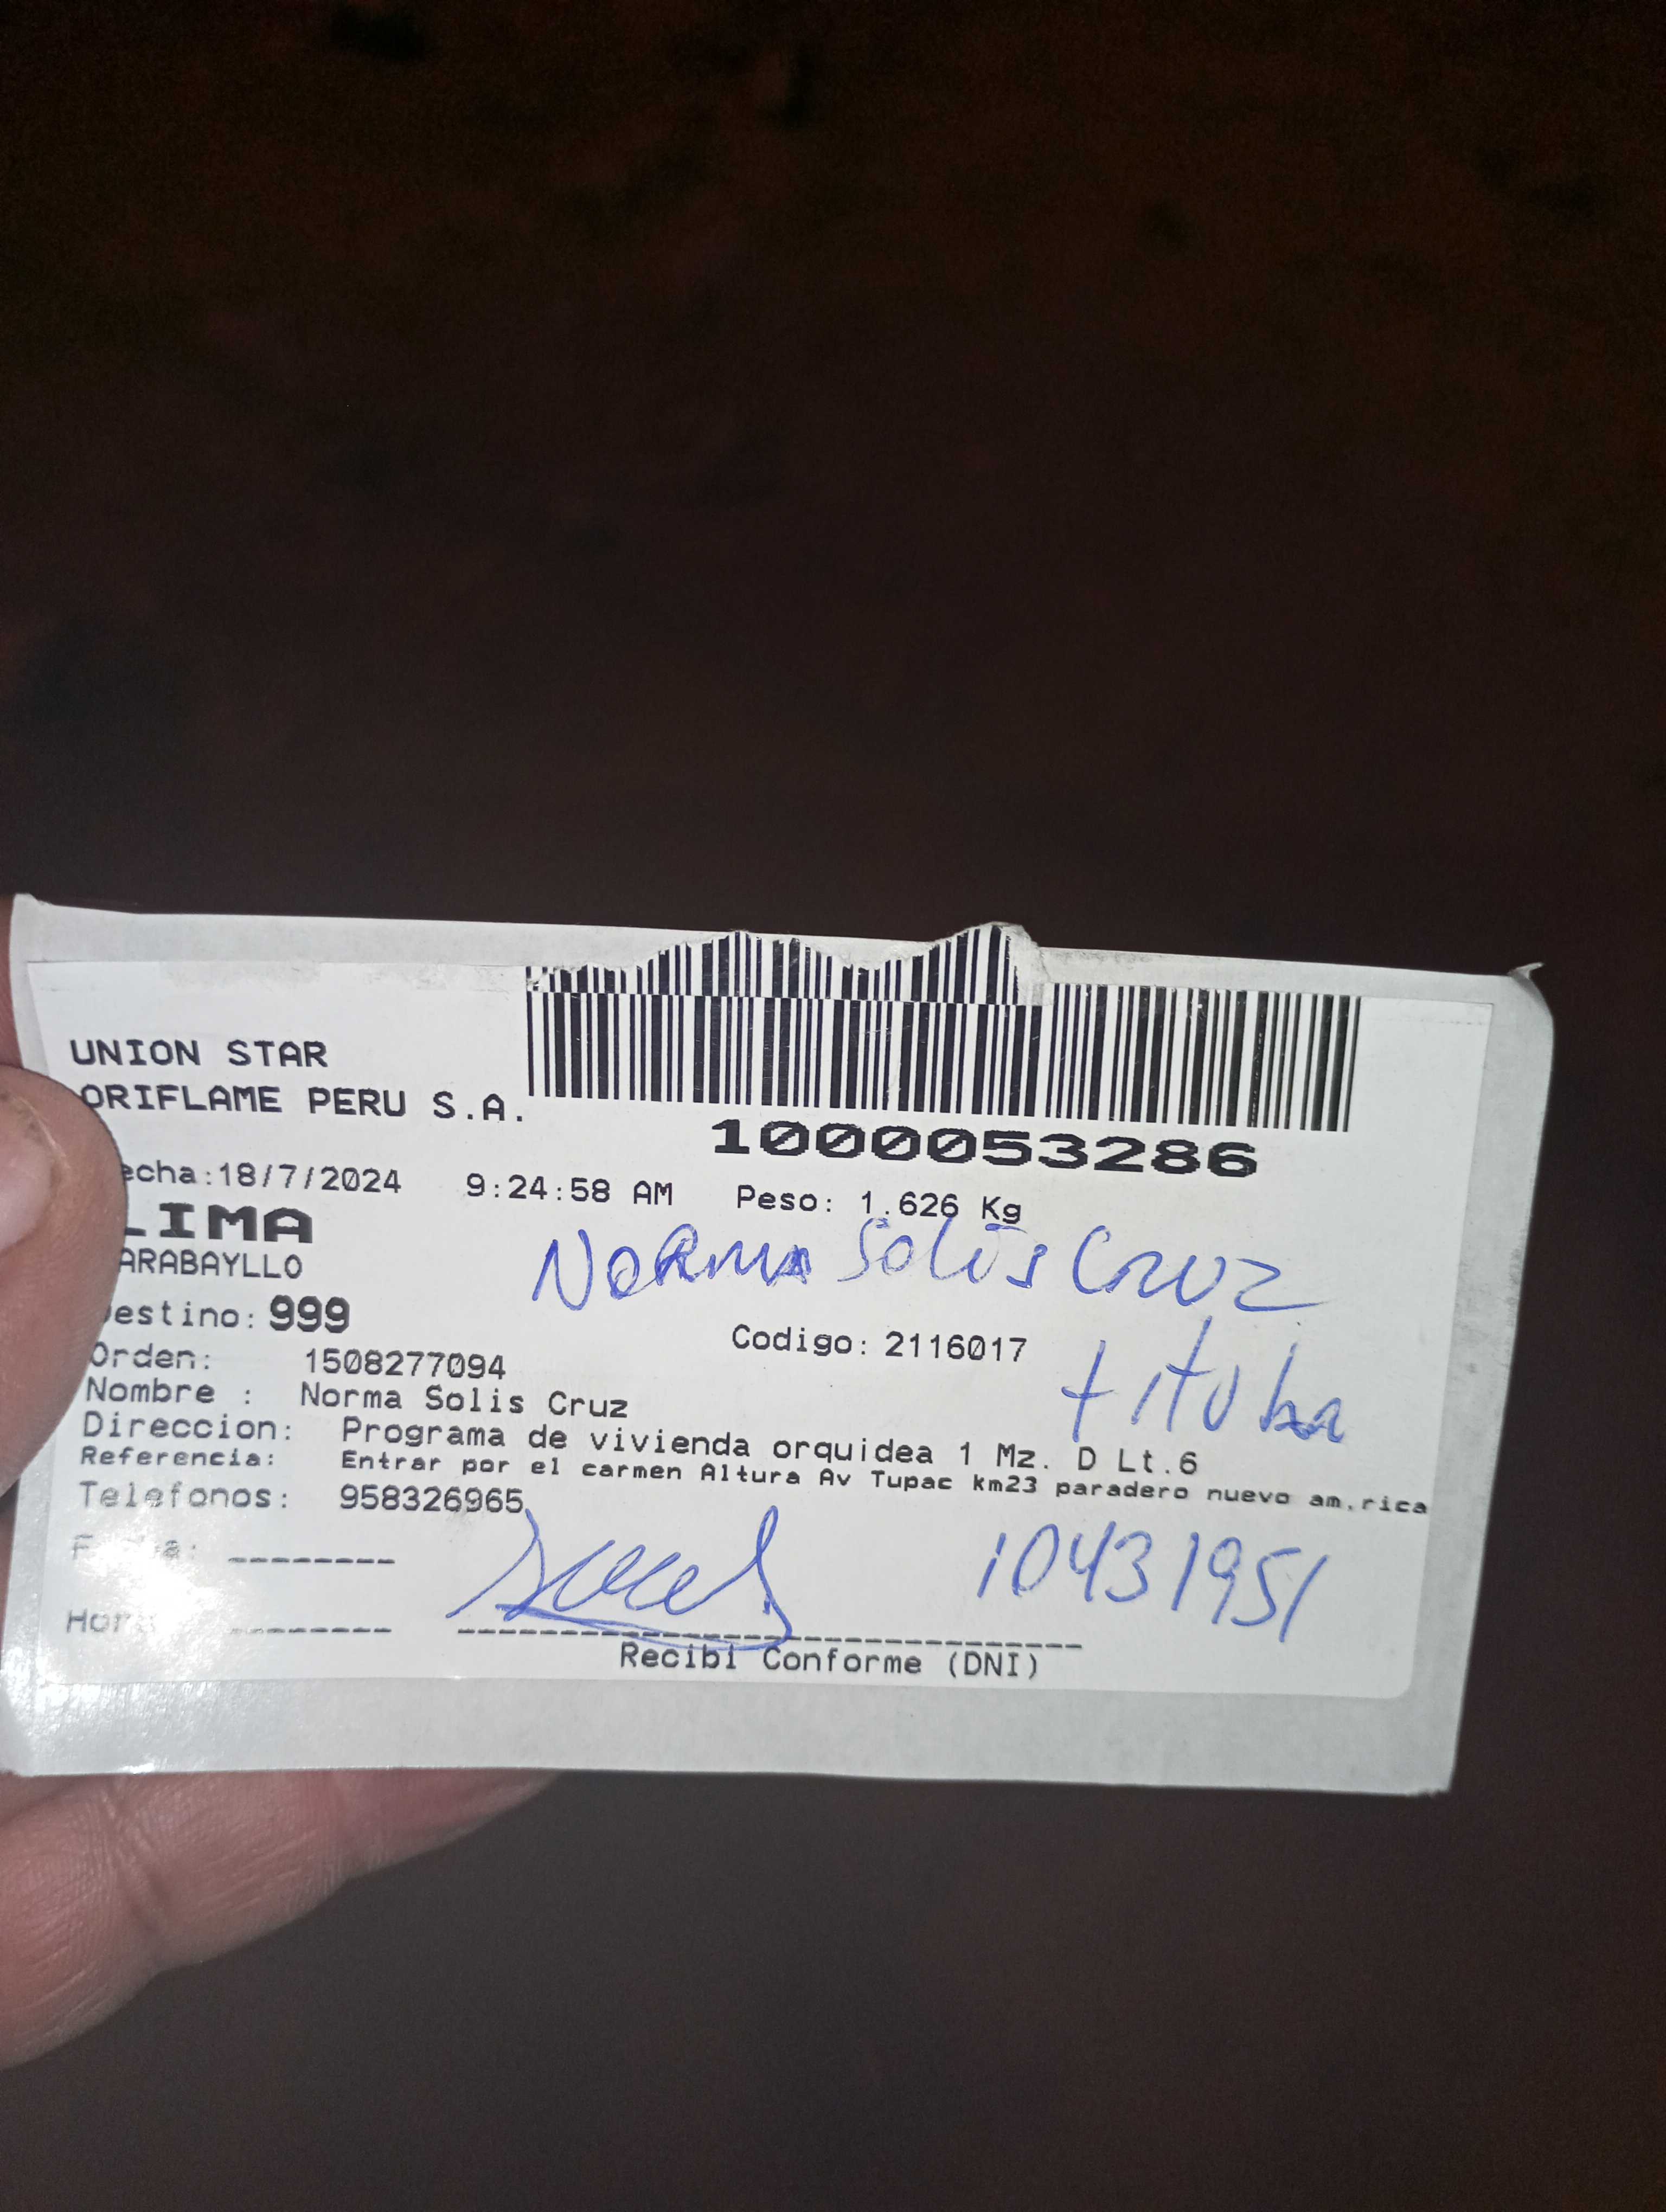 UNION STAR
ORIFLAME PERU S.A.
1000053286
echa:18/7/2024 9:24:58 AM Peso: 1.626 Kg
LIMA
ARABAYLLO
Norma Solis Cruz
estino: 999
Codigo: 2116017
titular
Orden: 1508277094
Nombre : Norma Solis Cruz
Direccion: Programa de vivienda orquidea 1 Mz. D Lt.6
Referencia: Entrar por el carmen Altura Av Tupac km23 paradero nuevo am.rica
Telefonos: 958326965
Fecha: --------
10431951
Hora: --------
Recibi Conforme (DNI)